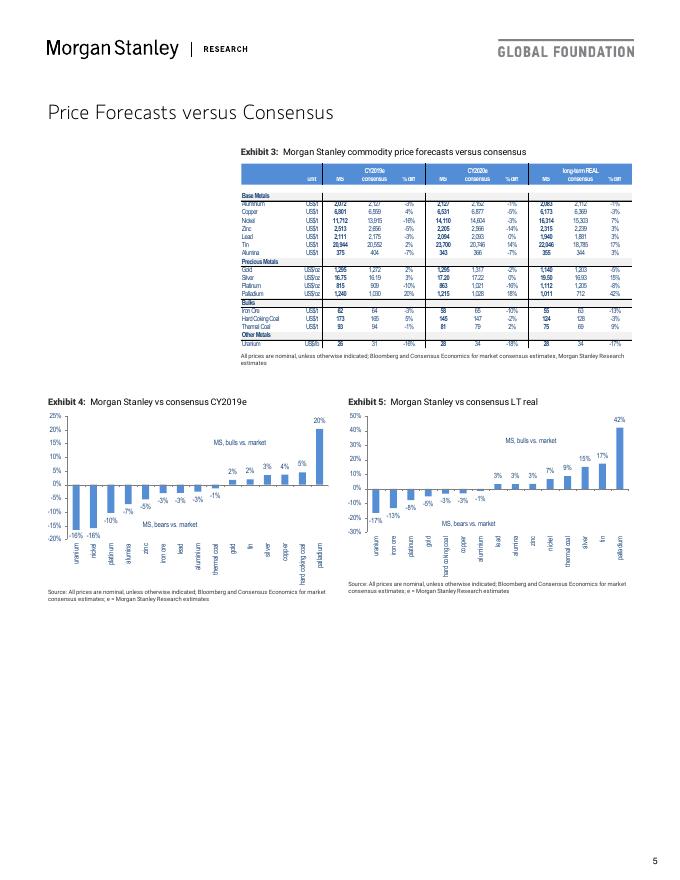 Morgan Stanley | RESEARCH
GLOBAL FOUNDATION
Price Forecasts versus Consensus
Exhibit 3: Morgan Stanley commodity price forecasts versus consensus
CY2019e CY2020e long-term REAL
unit MS consensus % diff MS consensus % diff MS consensus % diff
Base Metals
Aluminum US$/t 2,072 2,127 -3% 2,127 2,152 -1% 2,083 2,112 -1%
Copper US$/t 6,801 6,559 4% 6,531 6,877 -5% 6,173 6,369 -3%
Nickel US$/t 11,712 13,915 -16% 14,110 14,604 -3% 16,314 15,303 7%
Zinc US$/t 2,513 2,656 -5% 2,205 2,566 -14% 2,315 2,239 3%
Lead US$/t 2,111 2,175 -3% 2,094 2,093 0% 1,940 1,881 3%
Tin US$/t 20,944 20,552 2% 23,700 20,746 14% 22,046 18,785 17%
Alumina US$/t 375 404 -7% 343 366 -7% 355 344 3%
Precious Metals
Gold US$/oz 1,295 1,272 2% 1,295 1,317 -2% 1,140 1,203 -5%
Silver US$/oz 16.75 16.19 3% 17.20 17.22 0% 19.50 16.93 15%
Platinum US$/oz 815 909 -10% 863 1,021 -16% 1,112 1,205 -8%
Palladium US$/oz 1,240 1,030 20% 1,215 1,028 18% 1,011 712 42%
Bulks
Iron Ore US$/t 62 64 -3% 58 65 -10% 55 63 -13%
Hard Coking Coal US$/t 173 165 5% 145 147 -2% 124 128 -3%
Thermal Coal US$/t 93 94 -1% 81 79 2% 75 69 9%
Other Metals
Uranium US$/lb 26 31 -16% 28 34 -18% 28 34 -17%
All prices are nominal, unless otherwise indicated; Bloomberg and Consensus Economics for market consensus estimates, Morgan Stanley Research
estimates
Exhibit 4: Morgan Stanley vs consensus CY2019e
25%
20%
15%
10%
5%
0%
-5%
-10%
-15%
-20%
MS, bulls vs. market
MS, bears vs. market
-16% -16% -10% -7% -5% -3% -3% -3% -1% 2% 2% 3% 4% 5% 20%
uranium nickel platinum alumina zinc iron ore lead aluminium thermal coal gold tin silver copper hard coking coal palladium
Source: All prices are nominal, unless otherwise indicated; Bloomberg and Consensus Economics for market
consensus estimates; e = Morgan Stanley Research estimates
Exhibit 5: Morgan Stanley vs consensus LT real
50%
40%
30%
20%
10%
0%
-10%
-20%
-30%
MS, bulls vs. market
MS, bears vs. market
-17% -13% -8% -5% -3% -3% -1% 3% 3% 3% 7% 9% 15% 17% 42%
uranium iron ore platinum gold hard coking coal copper aluminium lead alumina zinc nickel thermal coal silver tin palladium
Source: All prices are nominal, unless otherwise indicated; Bloomberg and Consensus Economics for market
consensus estimates; e = Morgan Stanley Research estimates
5